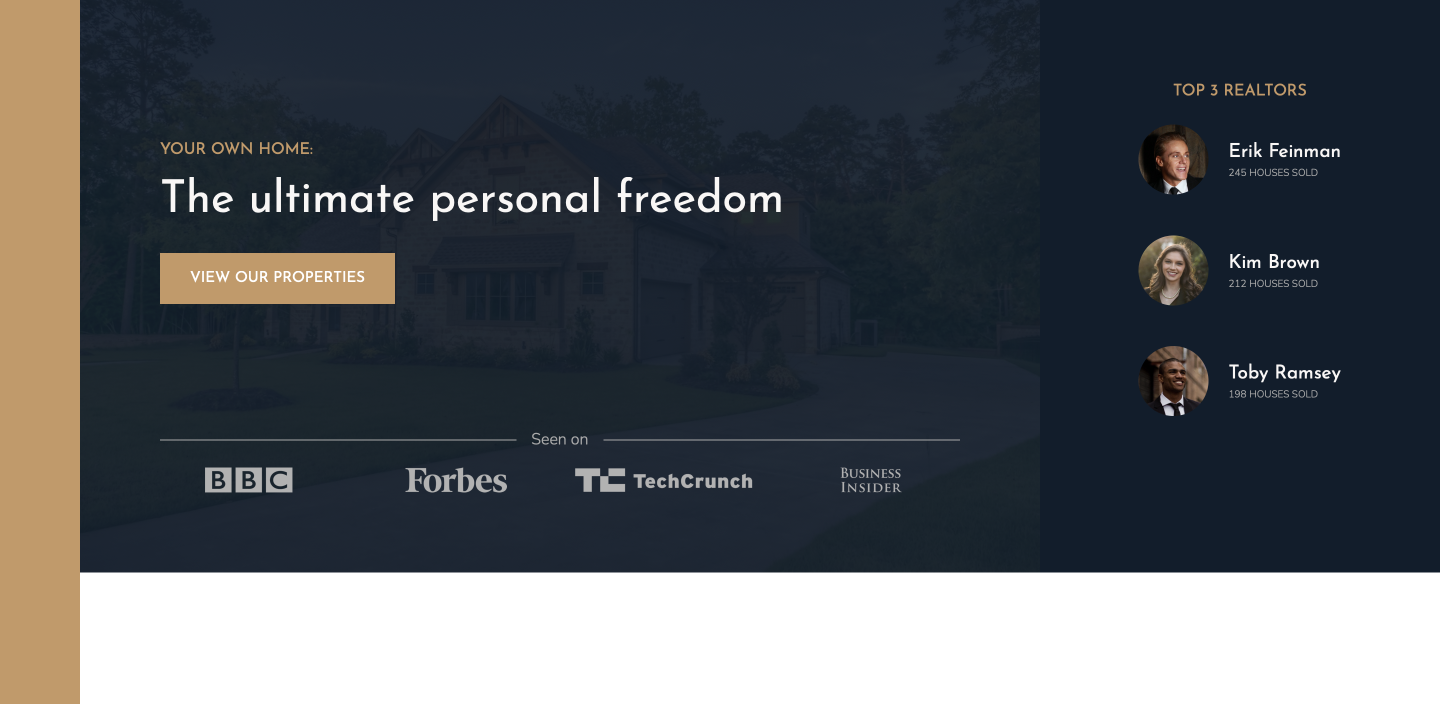 YOUR OWN HOME:
The ultimate personal freedom
VIEW OUR PROPERTIES
Seen on
BBC
Forbes
TC TechCrunch
BUSINESS
INSIDER
TOP 3 REALTORS
Erik Feinman
245 HOUSES SOLD
Kim Brown
212 HOUSES SOLD
Toby Ramsey
198 HOUSES SOLD